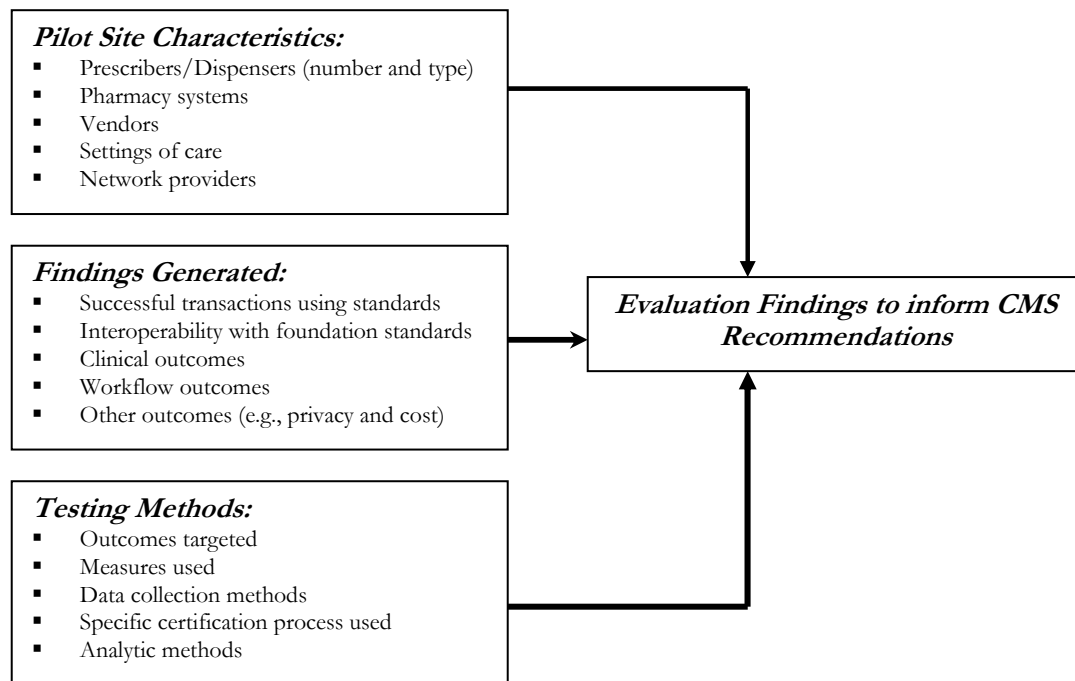 Pilot Site Characteristics:
▪ Prescribers/Dispensers (number and type)
▪ Pharmacy systems
▪ Vendors
▪ Settings of care
▪ Network providers
Findings Generated:
▪ Successful transactions using standards
▪ Interoperability with foundation standards
▪ Clinical outcomes
▪ Workflow outcomes
▪ Other outcomes (e.g., privacy and cost)
Evaluation Findings to inform CMS
Recommendations
Testing Methods:
▪ Outcomes targeted
▪ Measures used
▪ Data collection methods
▪ Specific certification process used
▪ Analytic methods